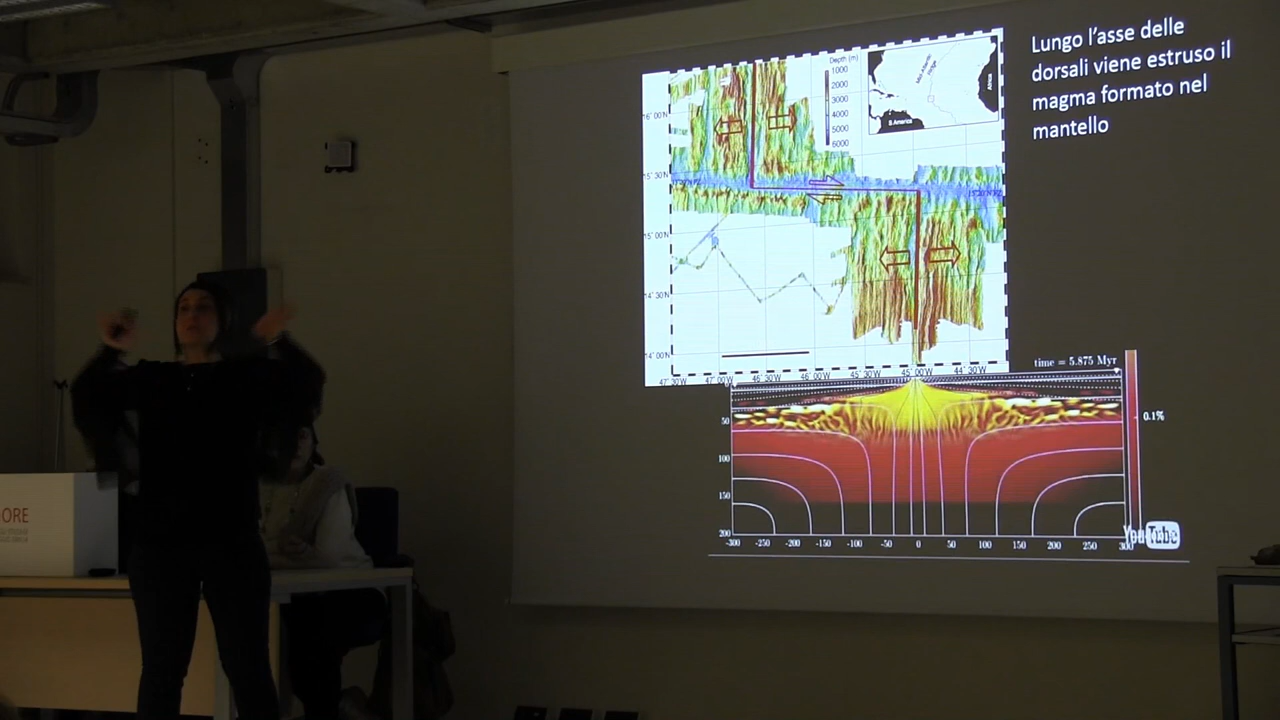 Lungo l'asse delle
dorsali viene estruso il
magma formato nel
mantello
Depth (m)
1000
2000
3000
4000
5000
6000
Mid Atlantic
Ridge
Africa
S America
16° 00'N
15° 30'N
15° 00'N
14° 30'N
14° 00'N
47° 30'W 47° 00'W 46° 30'W 46° 00'W 45° 30'W 45° 00'W 44° 30'W
time = 5.875 Myr
0.1%
50
100
150
200
-300 -250 -200 -150 -100 -50 0 50 100 150 200 250 300
YouTube
ORE